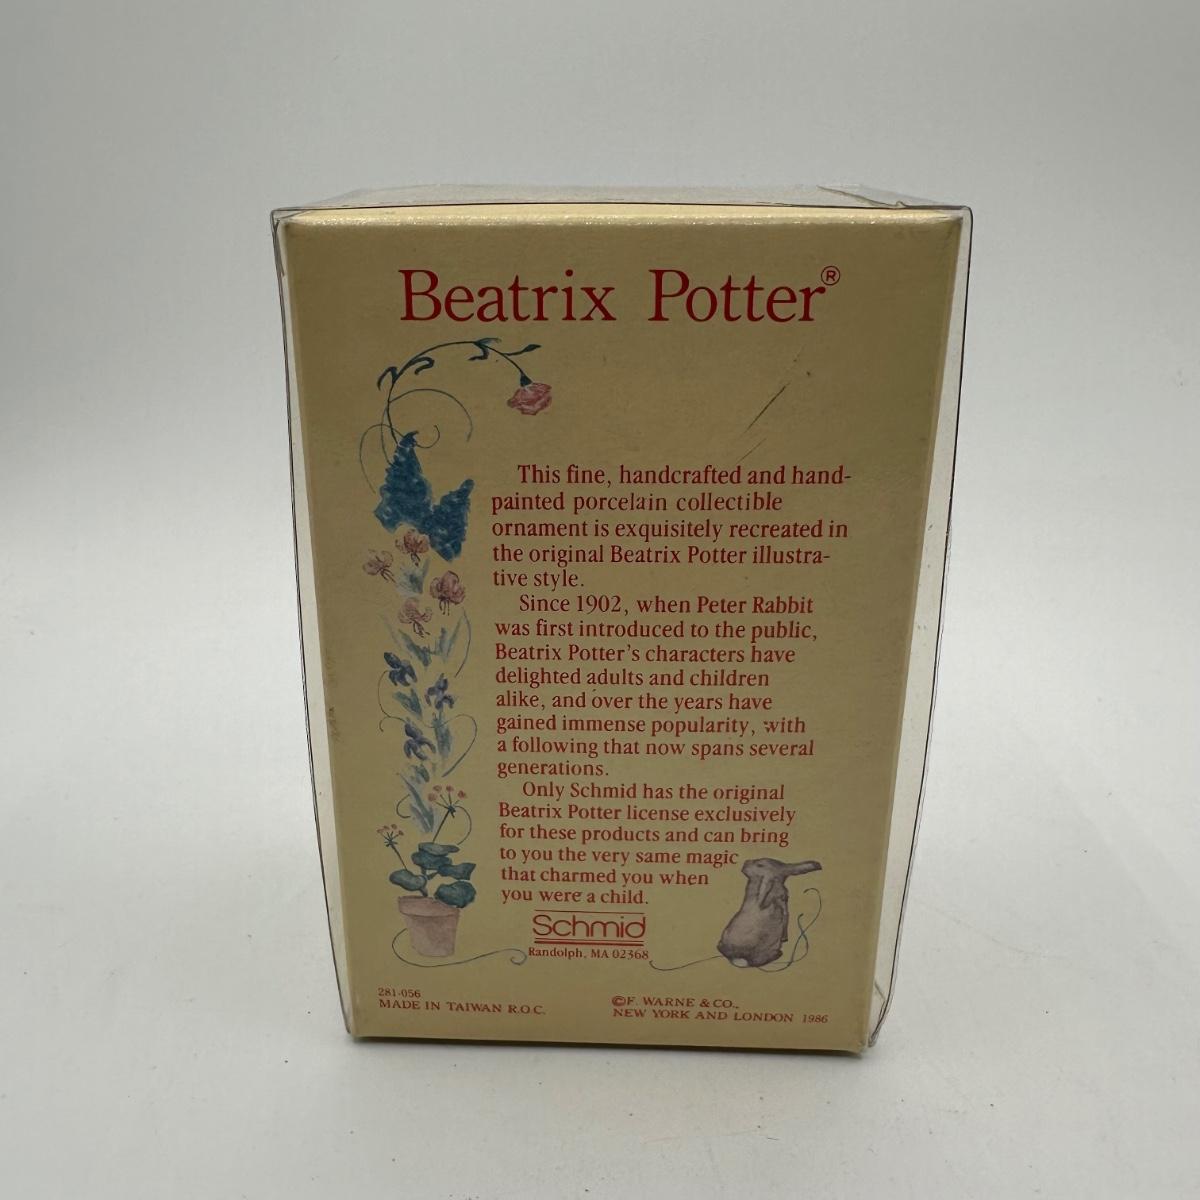 Beatrix Potter®
This fine, handcrafted and hand-
painted porcelain collectible
ornament is exquisitely recreated in
the original Beatrix Potter illustra-
tive style.
Since 1902, when Peter Rabbit
was first introduced to the public,
Beatrix Potter's characters have
delighted adults and children
alike, and over the years have
gained immense popularity, with
a following that now spans several
generations.
Only Schmid has the original
Beatrix Potter license exclusively
for these products and can bring
to you the very same magic
that charmed you when
you were a child.
Schmid
Randolph, MA 02368
281-056
MADE IN TAIWAN R.O.C.
©F. WARNE & CO.,
NEW YORK AND LONDON 1986